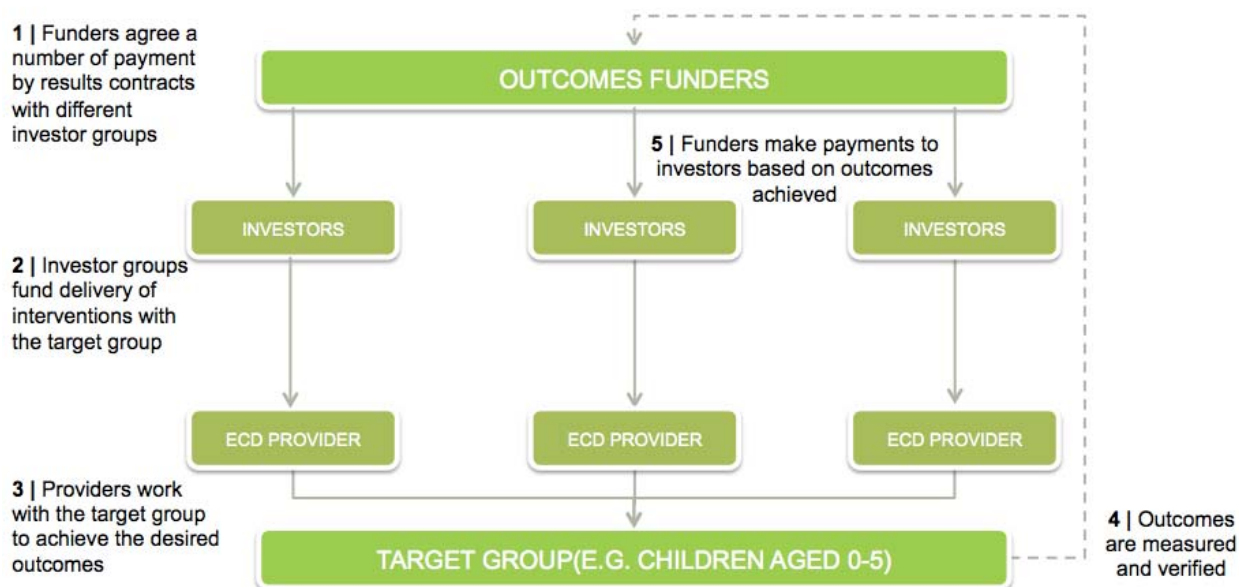 1 | Funders agree a
number of payment
by results contracts
with different
investor groups
OUTCOMES FUNDERS
5 | Funders make payments to
investors based on outcomes
achieved
INVESTORS
INVESTORS
INVESTORS
2 | Investor groups
fund delivery of
interventions with
the target group
ECD PROVIDER
ECD PROVIDER
ECD PROVIDER
3 | Providers work
with the target group
to achieve the desired
outcomes
TARGET GROUP(E.G. CHILDREN AGED 0-5)
4 | Outcomes
are measured
and verified